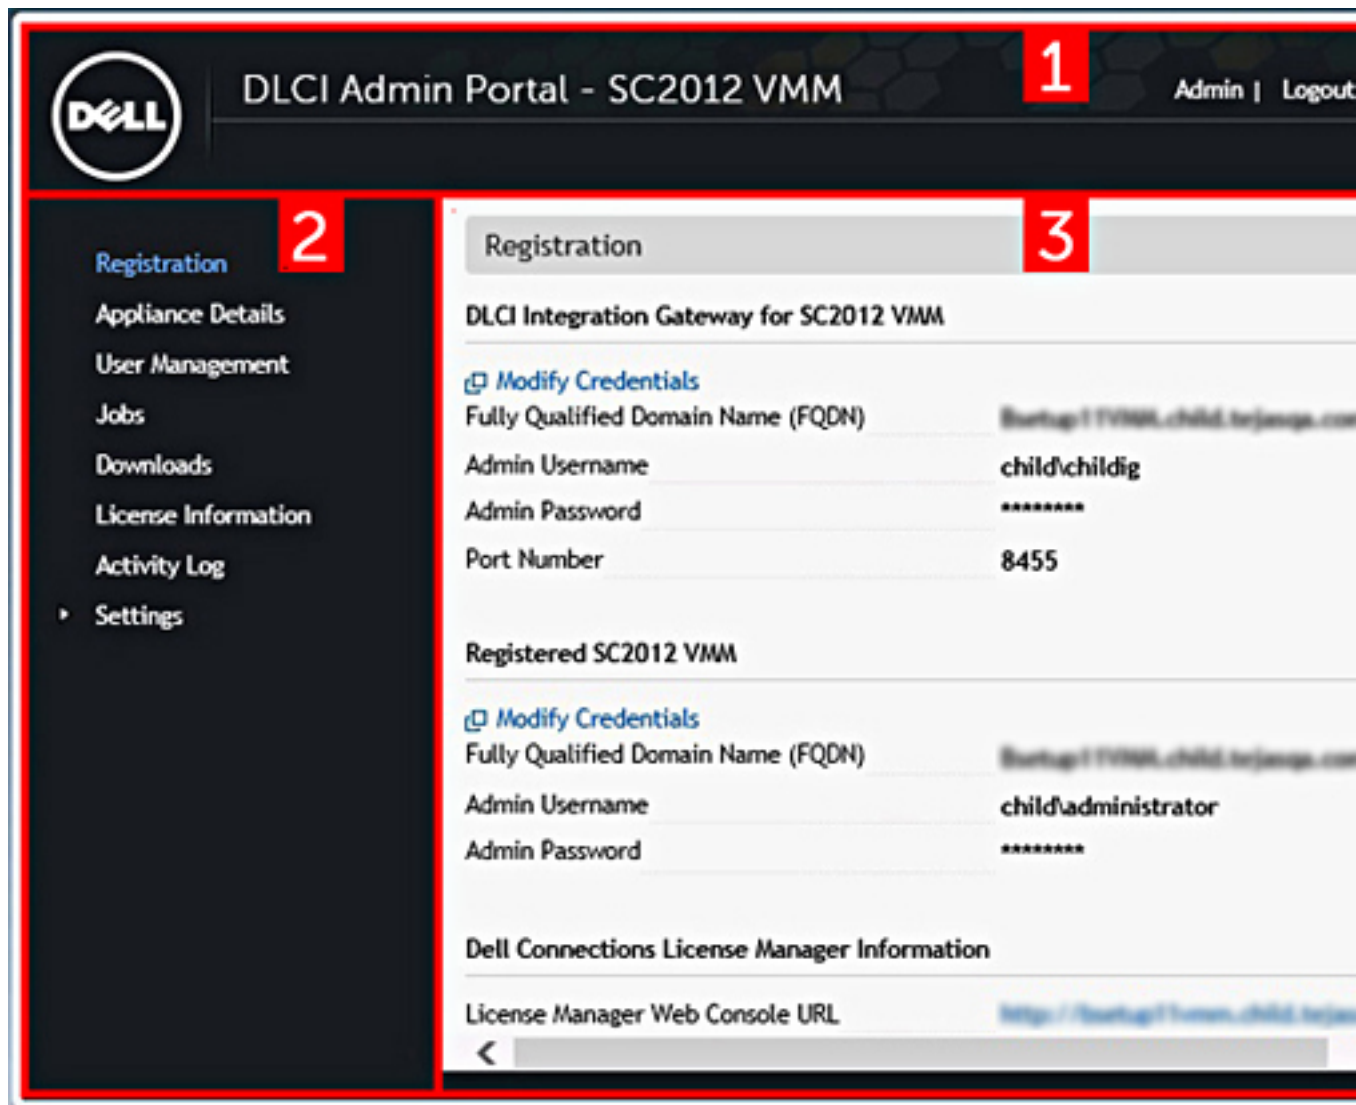 DELL
DLCI Admin Portal - SC2012 VMM
1
Admin | Logout
2
Registration
Appliance Details
User Management
Jobs
Downloads
License Information
Activity Log
Settings
3
Registration
DLCI Integration Gateway for SC2012 VMM
Modify Credentials
Fully Qualified Domain Name (FQDN)
Admin Username child\childig
Admin Password ********
Port Number 8455
Registered SC2012 VMM
Modify Credentials
Fully Qualified Domain Name (FQDN)
Admin Username child\administrator
Admin Password ********
Dell Connections License Manager Information
License Manager Web Console URL